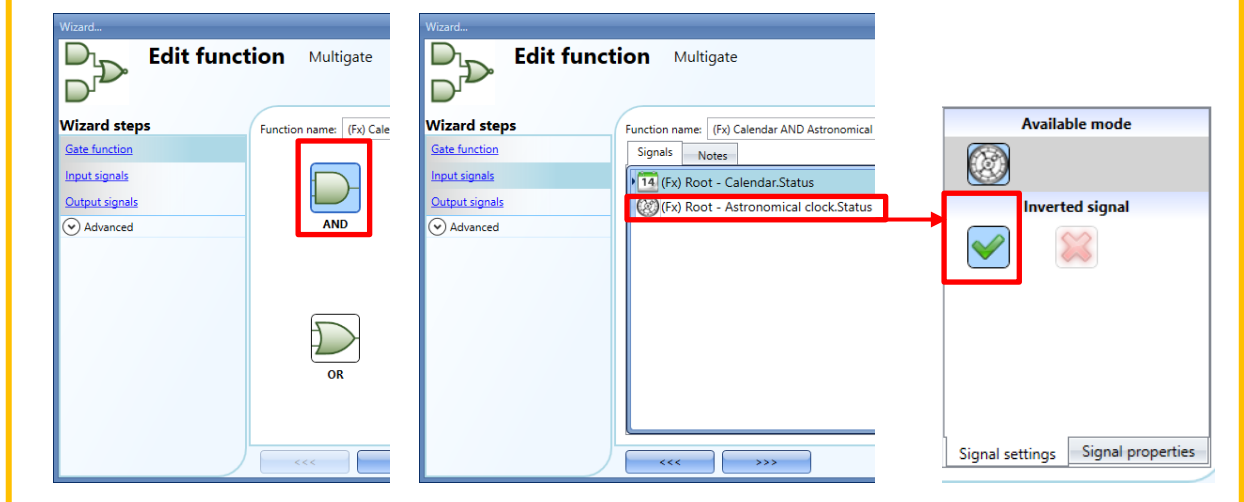 Wizard...
Edit function Multigate
Wizard steps
Gate function
Input signals
Output signals
Advanced
Function name: (Fx) Cale
AND
OR
<<<
Wizard...
Edit function Multigate
Wizard steps
Gate function
Input signals
Output signals
Advanced
Function name: (Fx) Calendar AND Astronomical
Signals Notes
14 (Fx) Root - Calendar.Status
(Fx) Root - Astronomical clock.Status
<<< >>>
Available mode
Inverted signal
Signal settings Signal properties